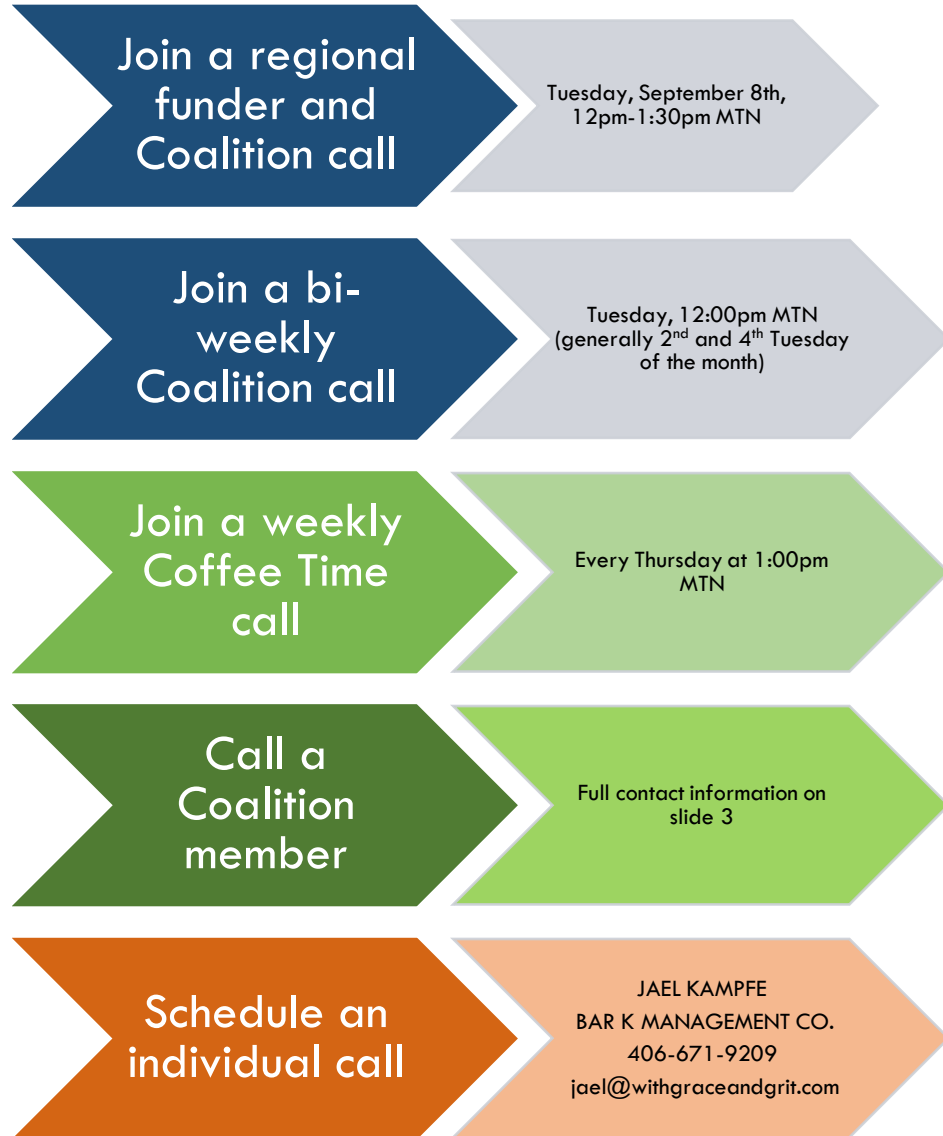 Join a regional
funder and
Coalition call
Tuesday, September 8th,
12pm-1:30pm MTN
Join a bi-
weekly
Coalition call
Tuesday, 12:00pm MTN
(generally 2nd and 4th Tuesday
of the month)
Join a weekly
Coffee Time
call
Every Thursday at 1:00pm
MTN
Call a
Coalition
member
Full contact information on
slide 3
Schedule an
individual call
JAEL KAMPFE
BAR K MANAGEMENT CO.
406-671-9209
jael@withgraceandgrit.com